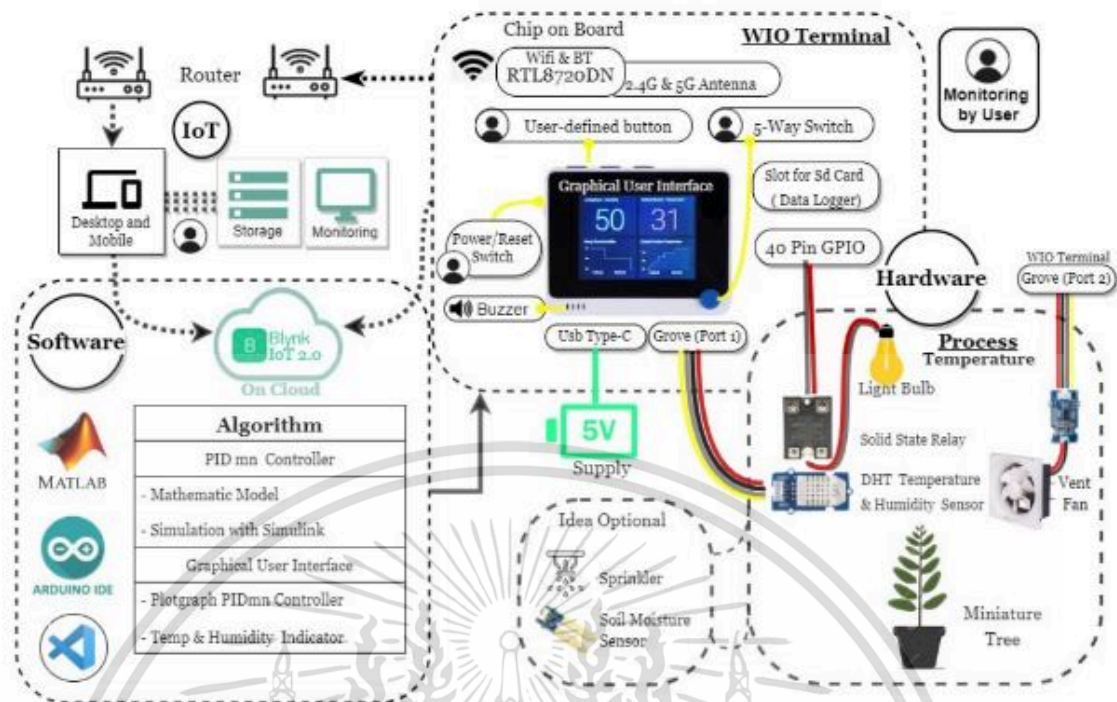 Chip on Board
WIO Terminal
Wifi & BT
RTL8720DN
2.4G & 5G Antenna
Router
IoT
Monitoring
by User
User-defined button
5-Way Switch
Desktop and
Mobile
Storage
Monitoring
Graphical User Interface
50
31
Slot for Sd Card
( Data Logger)
Power/Reset
Switch
40 Pin GPIO
Buzzer
Hardware
WIO Terminal
Grove (Port 2)
Usb Type-C
Grove (Port 1)
Software
B
Blynk
IoT 2.0
On Cloud
Process
Temperature
Light Bulb
5V
Supply
Solid State Relay
DHT Temperature
& Humidity Sensor
Vent
Fan
MATLAB
ARDUINO IDE
Algorithm
PID mn Controller
- Mathematic Model
- Simulation with Simulink
Graphical User Interface
- Plotgraph PIDmn Controller
- Temp & Humidity Indicator
Idea Optional
Sprinkler
Soil Moisture
Sensor
Miniature
Tree